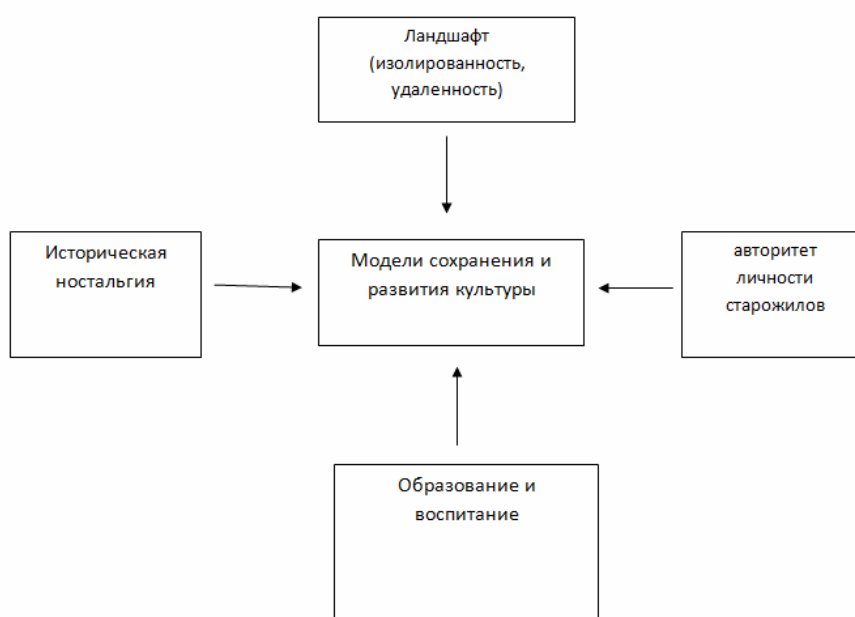 Ландшафт
(изолированность,
удаленность)
Историческая
ностальгия
Модели сохранения и
развития культуры
авторитет
личности
старожилов
Образование и
воспитание